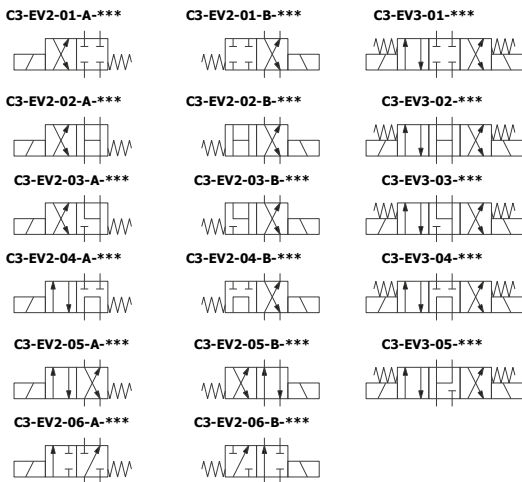 C3-EV2-01-A-*** C3-EV2-01-B-*** C3-EV3-01-***
C3-EV2-02-A-*** C3-EV2-02-B-*** C3-EV3-02-***
C3-EV2-03-A-*** C3-EV2-03-B-*** C3-EV3-03-***
C3-EV2-04-A-*** C3-EV2-04-B-*** C3-EV3-04-***
C3-EV2-05-A-*** C3-EV2-05-B-*** C3-EV3-05-***
C3-EV2-06-A-*** C3-EV2-06-B-***